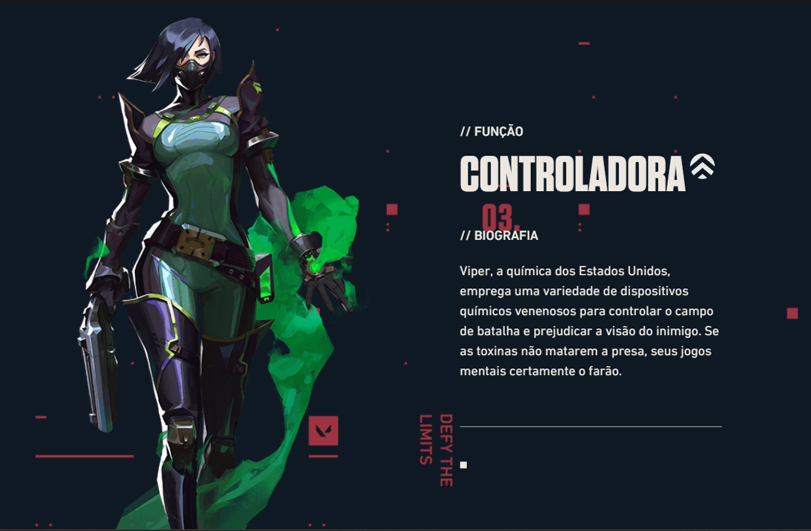 // FUNÇÃO
CONTROLADORA
03.
// BIOGRAFIA
Viper, a química dos Estados Unidos,
emprega uma variedade de dispositivos
químicos venenosos para controlar o campo
de batalha e prejudicar a visão do inimigo. Se
as toxinas não matarem a presa, seus jogos
mentais certamente o farão.
DEFY THE
LIMITS